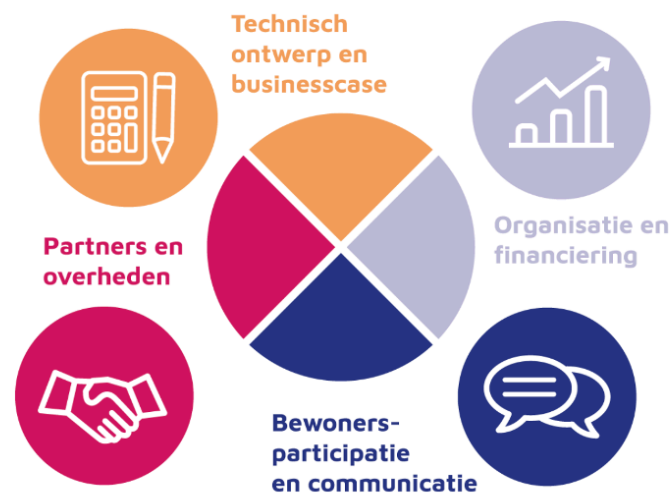 Technisch
ontwerp en
businesscase
Organisatie en
financiering
Partners en
overheden
Bewoners-
participatie
en communicatie